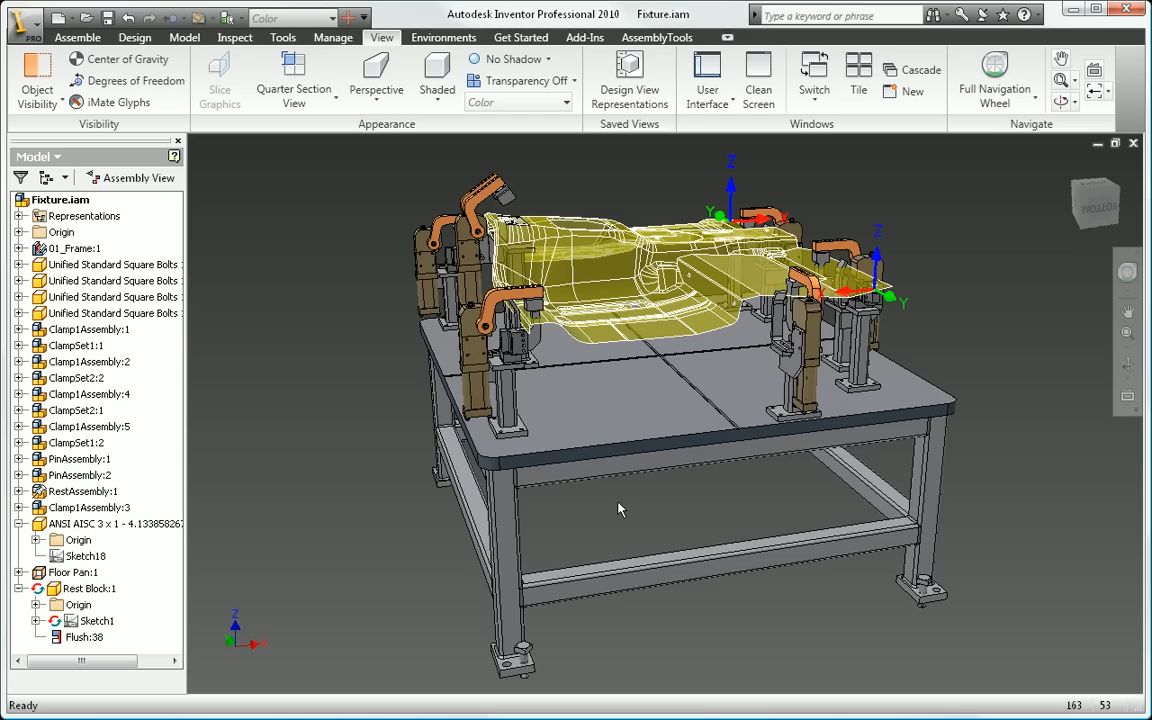 PRO
Color
Autodesk Inventor Professional 2010 Fixture.iam
Type a keyword or phrase
Assemble Design Model Inspect Tools Manage View Environments Get Started Add-Ins AssemblyTools
Object Visibility
Center of Gravity
Degrees of Freedom
iMate Glyphs
Visibility
Slice Graphics
Quarter Section View
Perspective
Shaded
No Shadow
Transparency Off
Color
Appearance
Design View Representations
Saved Views
User Interface
Clean Screen
Switch
Tile
Cascade
New
Windows
Full Navigation Wheel
Navigate
Model
Assembly View
Fixture.iam
Representations
Origin
01_Frame:1
Unified Standard Square Bolts
Unified Standard Square Bolts
Unified Standard Square Bolts
Unified Standard Square Bolts
Clamp1Assembly:1
ClampSet1:1
Clamp1Assembly:2
ClampSet2:2
Clamp1Assembly:4
ClampSet2:1
Clamp1Assembly:5
ClampSet1:2
PinAssembly:1
PinAssembly:2
RestAssembly:1
Clamp1Assembly:3
ANSI AISC 3 x 1 - 4.133858267
Origin
Sketch18
Floor Pan:1
Rest Block:1
Origin
Sketch1
Flush:38
Z
Y
X
Z
X
Y
BOTTOM
Z
Y
X
Ready
163 53